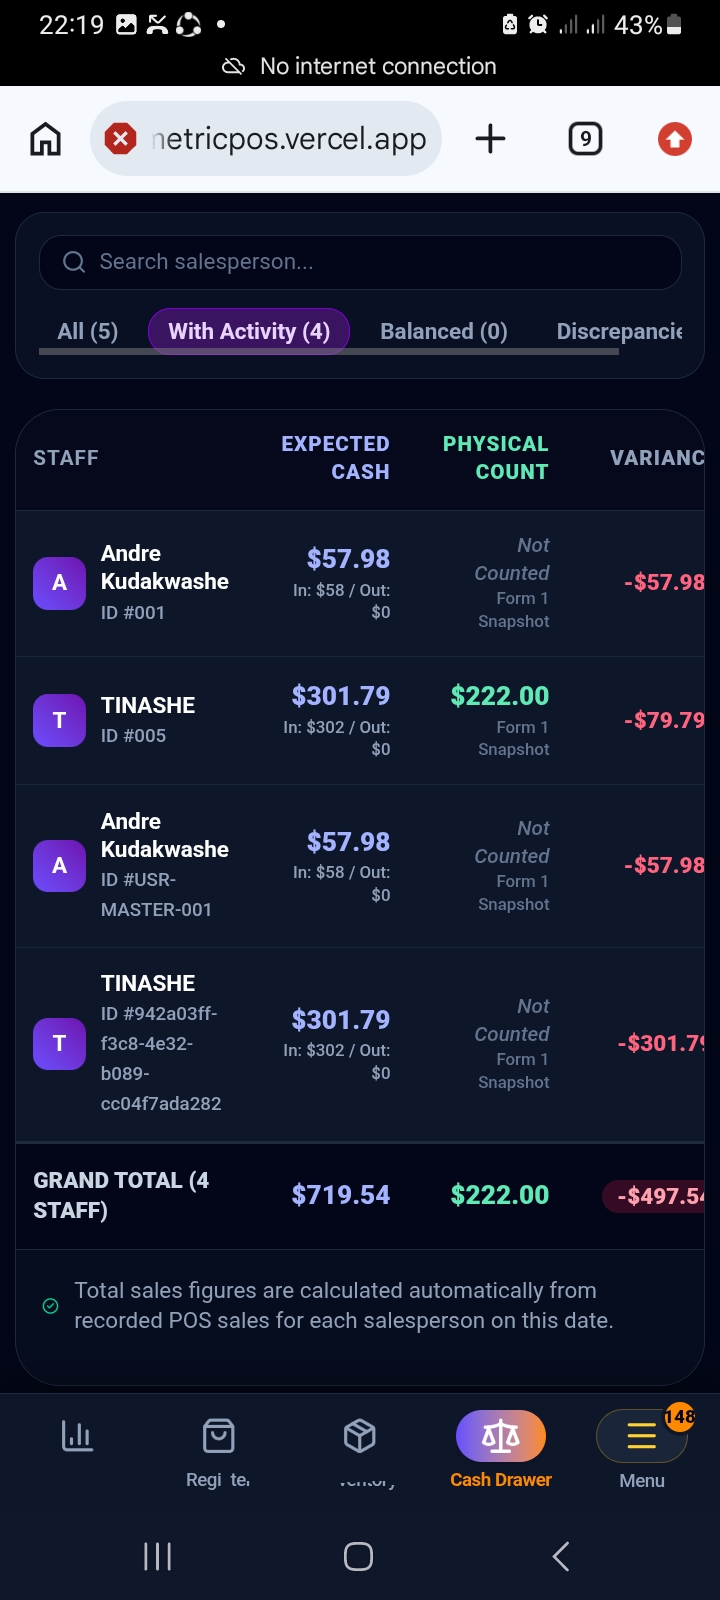 22:19
43%
No internet connection
netricpos.vercel.app
9
Search salesperson...
All (5)
With Activity (4)
Balanced (0)
Discrepancie
STAFF
EXPECTED
CASH
PHYSICAL
COUNT
VARIANC
A
Andre
Kudakwashe
ID #001
$57.98
In: $58 / Out:
$0
Not
Counted
Form 1
Snapshot
-$57.98
T
TINASHE
ID #005
$301.79
In: $302 / Out:
$0
$222.00
Form 1
Snapshot
-$79.79
A
Andre
Kudakwashe
ID #USR-
MASTER-001
$57.98
In: $58 / Out:
$0
Not
Counted
Form 1
Snapshot
-$57.98
T
TINASHE
ID #942a03ff-
f3c8-4e32-
b089-
cc04f7ada282
$301.79
In: $302 / Out:
$0
Not
Counted
Form 1
Snapshot
-$301.79
GRAND TOTAL (4
STAFF)
$719.54
$222.00
-$497.54
Total sales figures are calculated automatically from
recorded POS sales for each salesperson on this date.
148
Cash Drawer
Menu